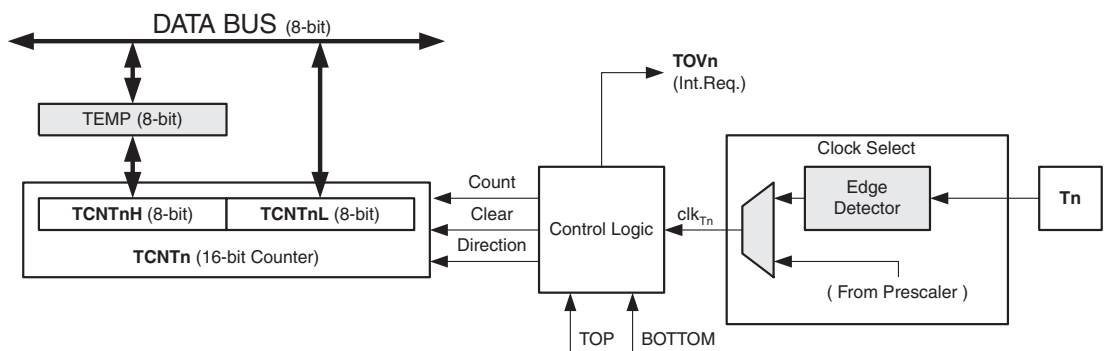 DATA BUS (8-bit)
TOVn
(Int.Req.)
TEMP (8-bit)
Clock Select
Count
Edge
Detector
Tn
TCNTnH (8-bit)
TCNTnL (8-bit)
Clear
Control Logic
clkTn
TCNTn (16-bit Counter)
Direction
( From Prescaler )
TOP
BOTTOM